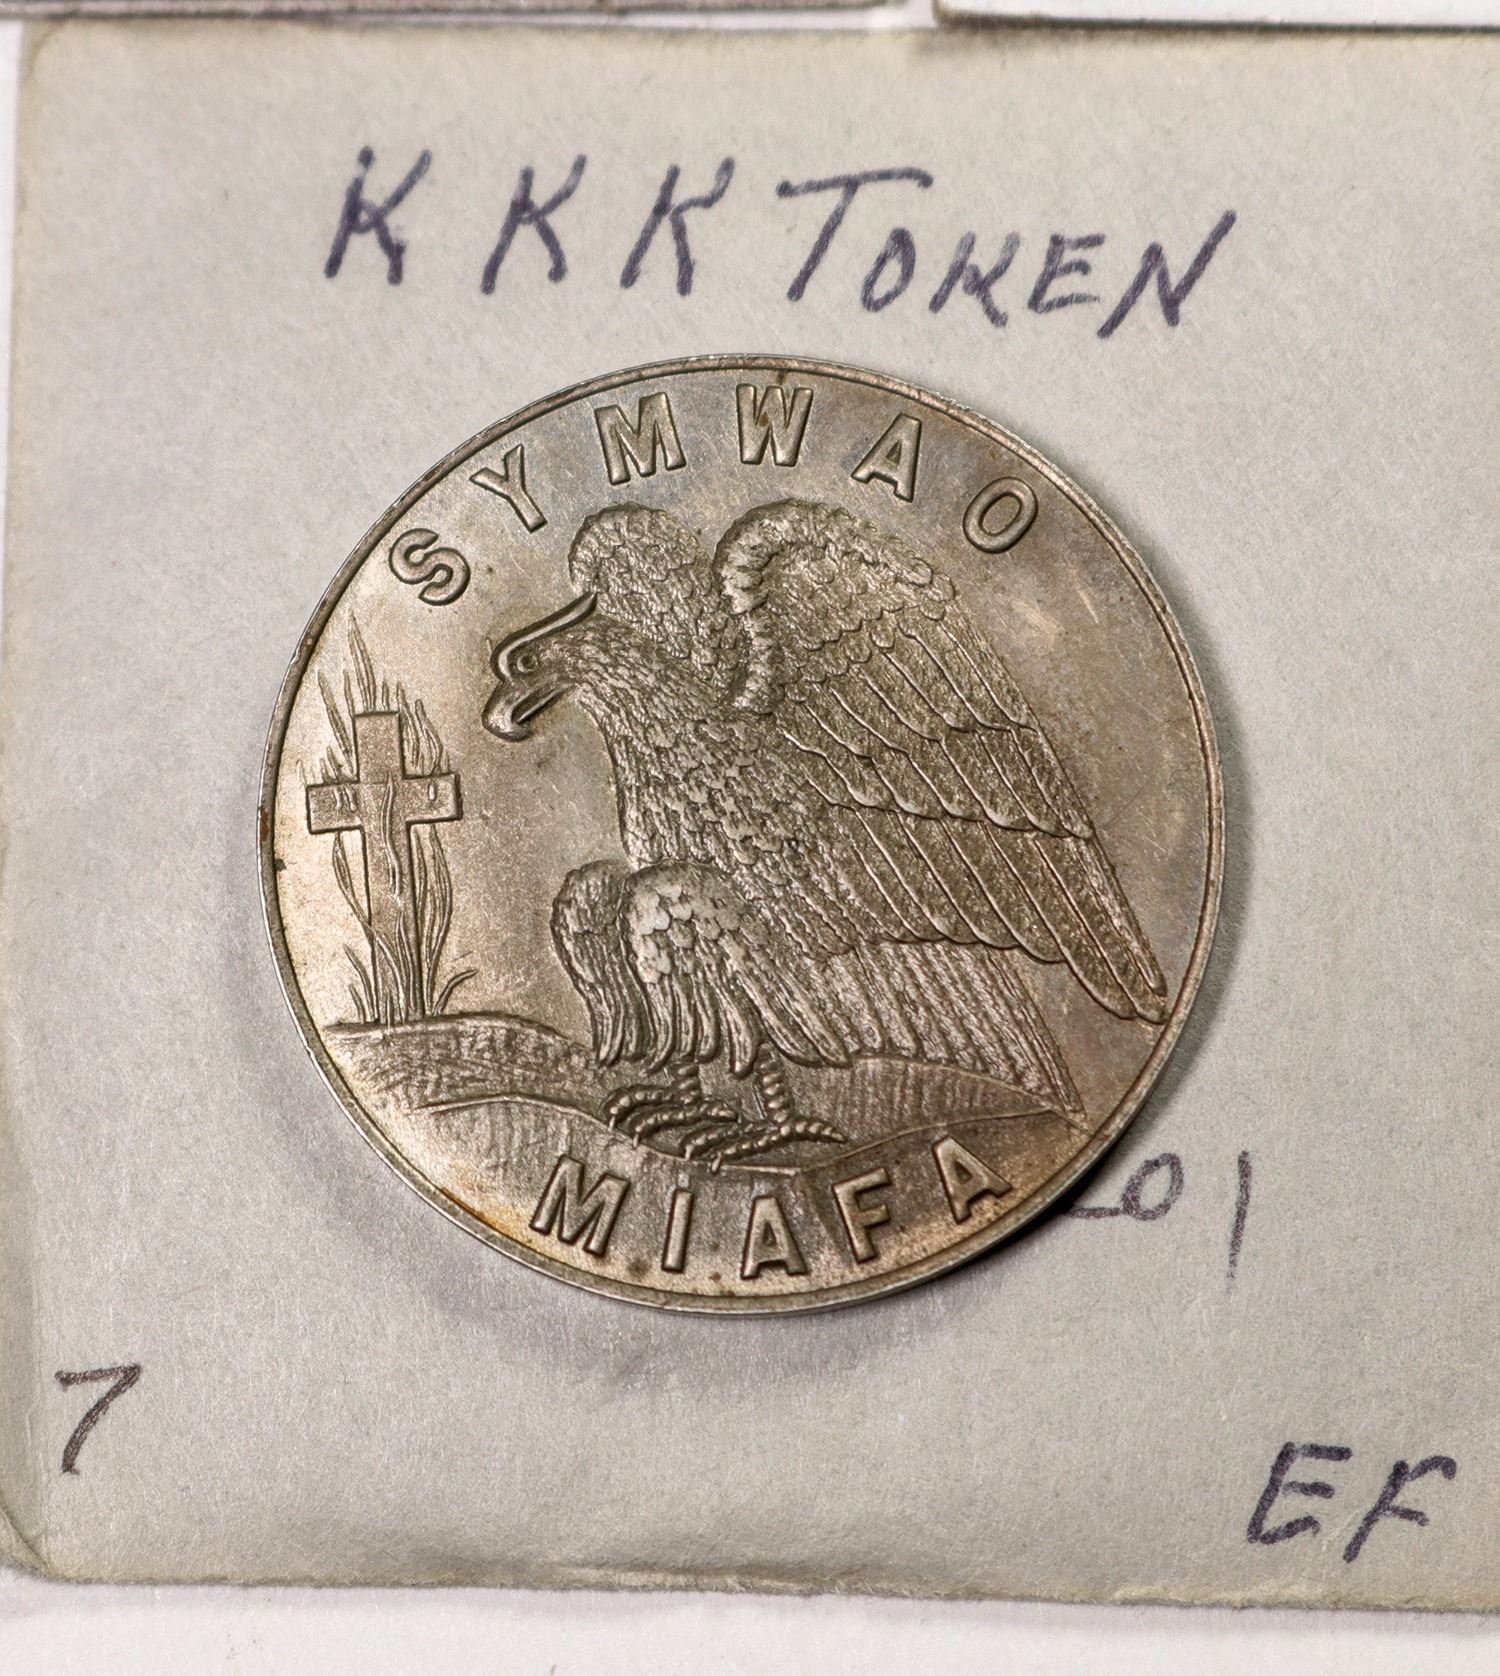 KKK TOKEN
SYMWAO
MIAFA
01
7
EF